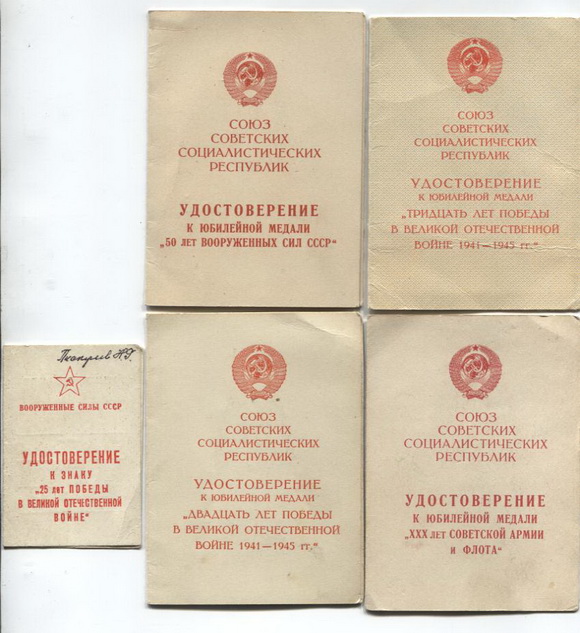 СОЮЗ
СОВЕТСКИХ
СОЦИАЛИСТИЧЕСКИХ
РЕСПУБЛИК
УДОСТОВЕРЕНИЕ
К ЮБИЛЕЙНОЙ МЕДАЛИ
„50 ЛЕТ ВООРУЖЕННЫХ СИЛ СССР“
СОЮЗ
СОВЕТСКИХ
СОЦИАЛИСТИЧЕСКИХ
РЕСПУБЛИК
УДОСТОВЕРЕНИЕ
К ЮБИЛЕЙНОЙ МЕДАЛИ
„ТРИДЦАТЬ ЛЕТ ПОБЕДЫ
В ВЕЛИКОЙ ОТЕЧЕСТВЕННОЙ
ВОЙНЕ 1941—1945 гг.“
ВООРУЖЕННЫЕ СИЛЫ СССР
УДОСТОВЕРЕНИЕ
К ЗНАКУ
„25 лет ПОБЕДЫ
В ВЕЛИКОЙ ОТЕЧЕСТВЕННОЙ
ВОЙНЕ“
СОЮЗ
СОВЕТСКИХ
СОЦИАЛИСТИЧЕСКИХ
РЕСПУБЛИК
УДОСТОВЕРЕНИЕ
К ЮБИЛЕЙНОЙ МЕДАЛИ
„ДВАДЦАТЬ ЛЕТ ПОБЕДЫ
В ВЕЛИКОЙ ОТЕЧЕСТВЕННОЙ
ВОЙНЕ 1941—1945 гг.“
СОЮЗ
СОВЕТСКИХ
СОЦИАЛИСТИЧЕСКИХ
РЕСПУБЛИК
УДОСТОВЕРЕНИЕ
К ЮБИЛЕЙНОЙ МЕДАЛИ
„XXX ЛЕТ СОВЕТСКОЙ АРМИИ
И ФЛОТА“